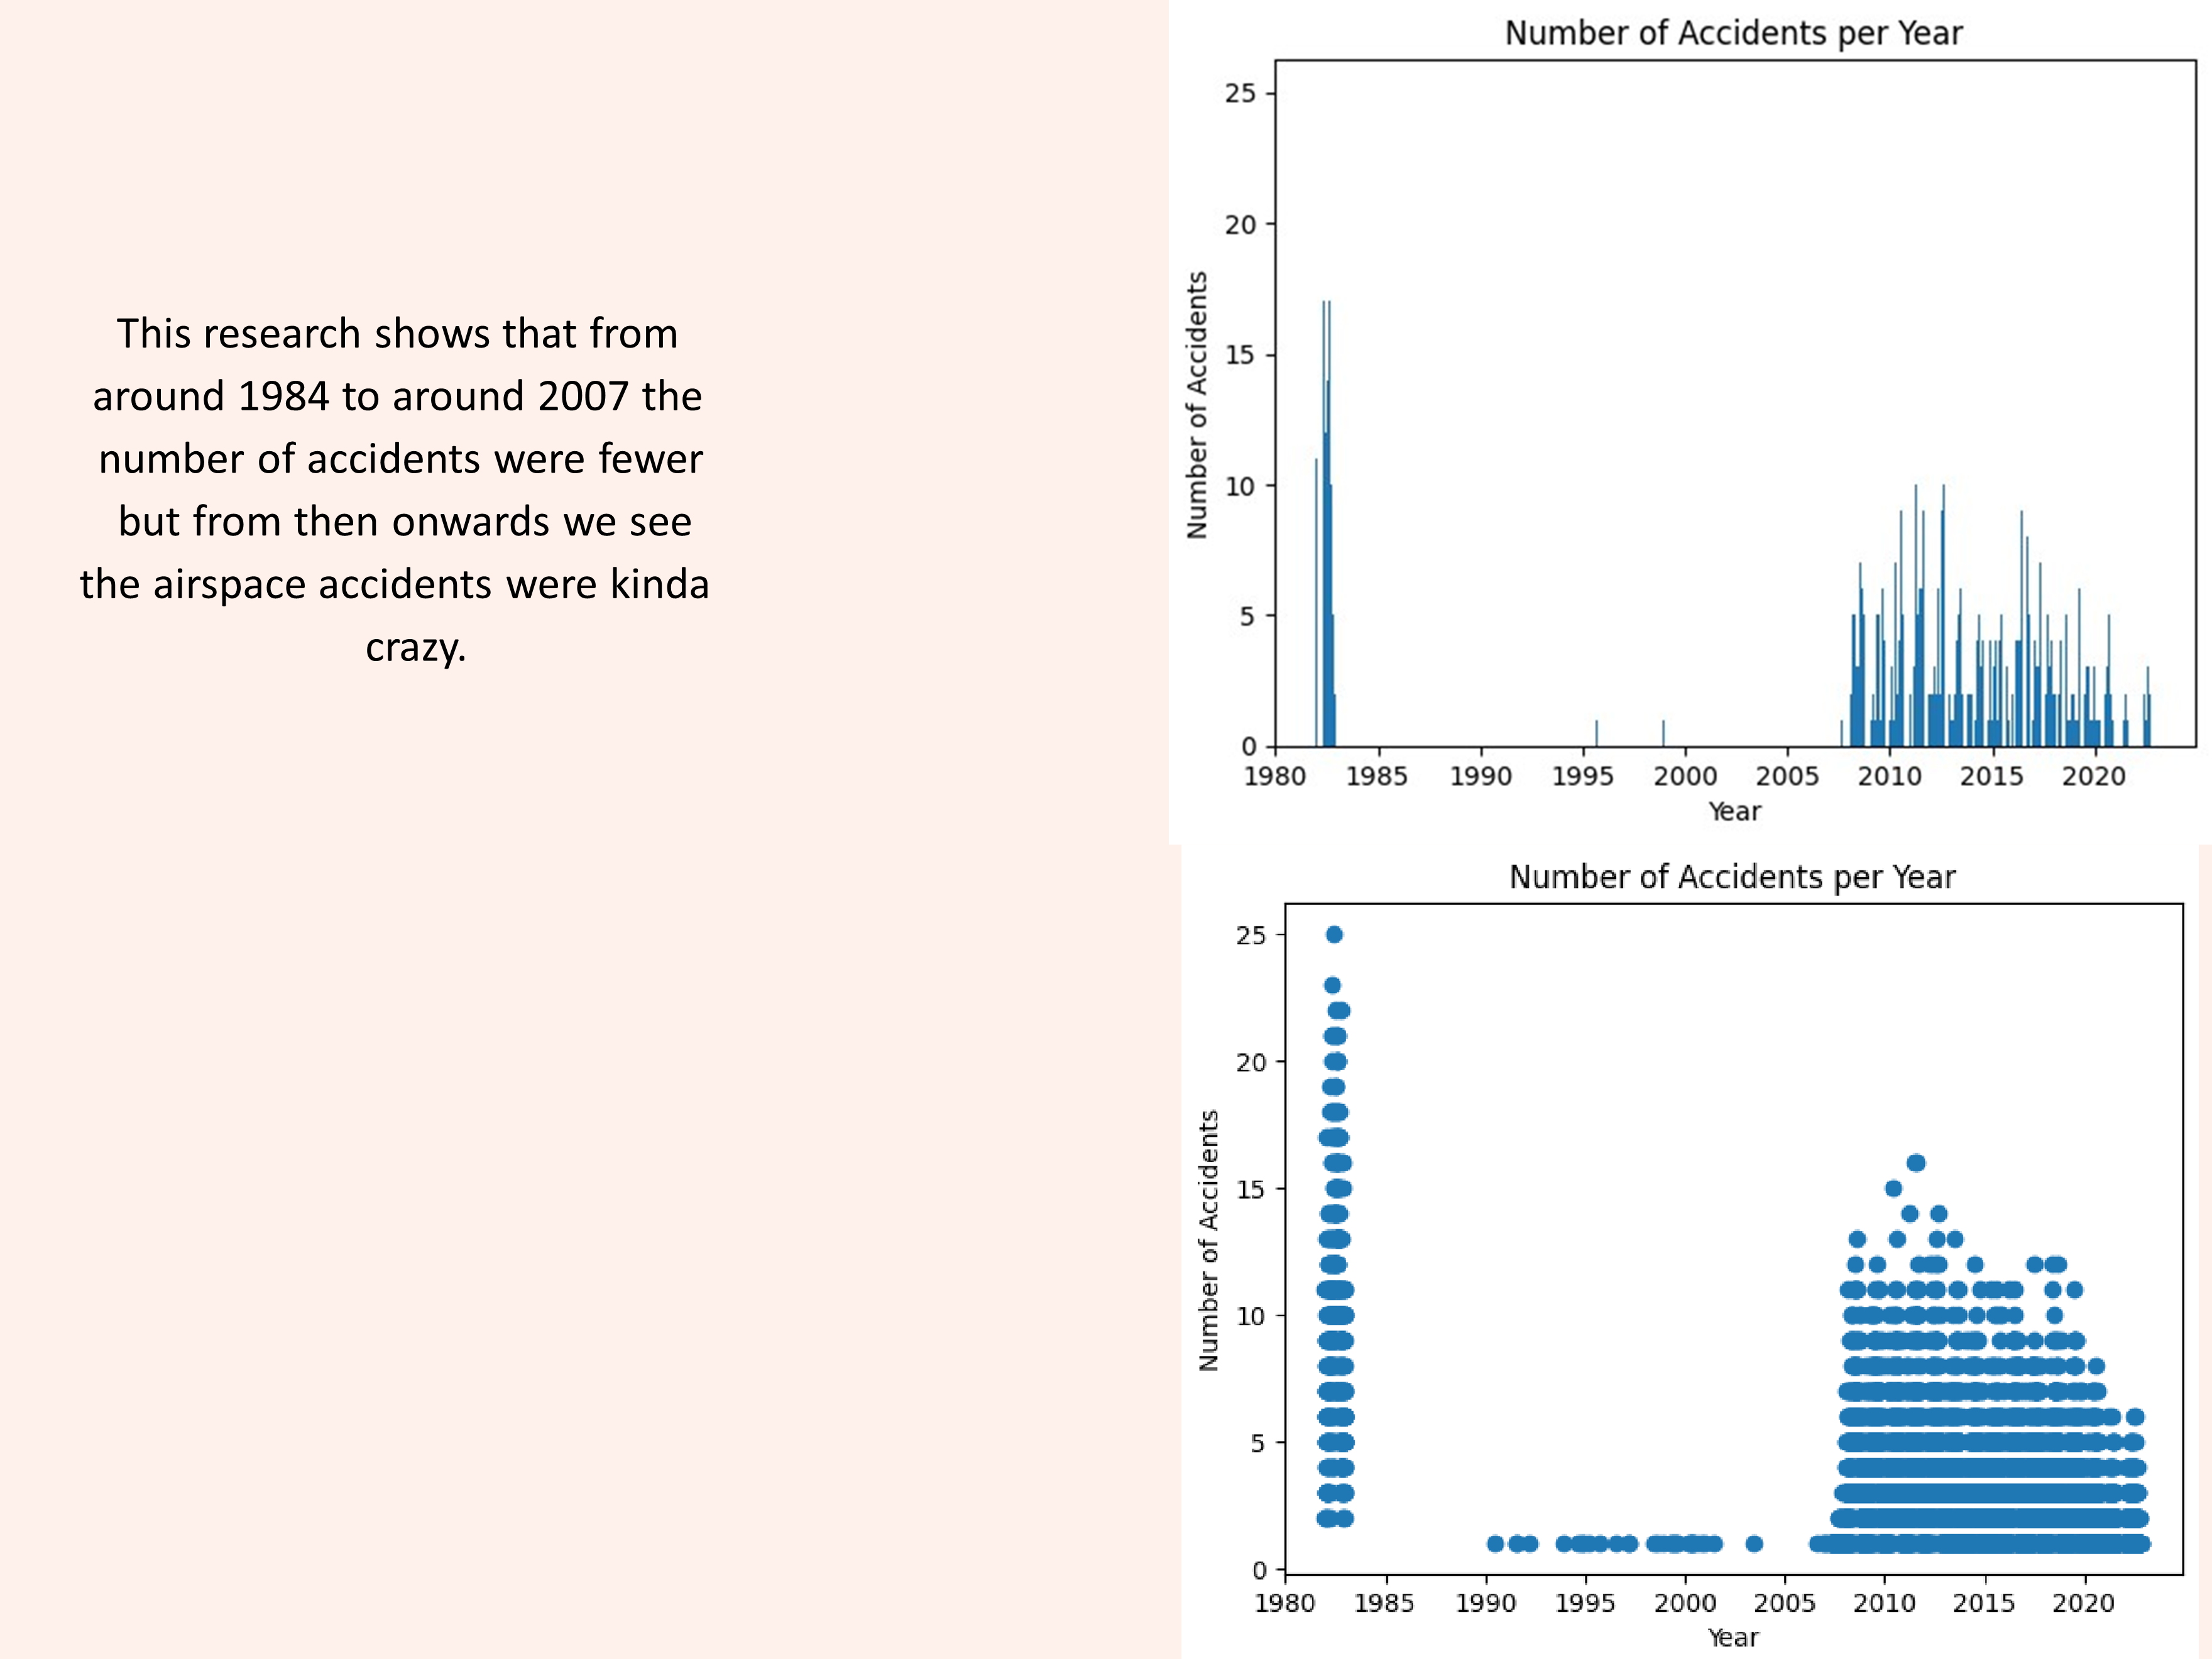 This research shows that from
around 1984 to around 2007 the
number of accidents were fewer
but from then onwards we see
the airspace accidents were kinda
crazy.
Number of Accidents per Year
Number of Accidents
25
20
15
10
5
0
1980 1985 1990 1995 2000 2005 2010 2015 2020
Year
Number of Accidents per Year
Number of Accidents
25
20
15
10
5
0
1980 1985 1990 1995 2000 2005 2010 2015 2020
Year